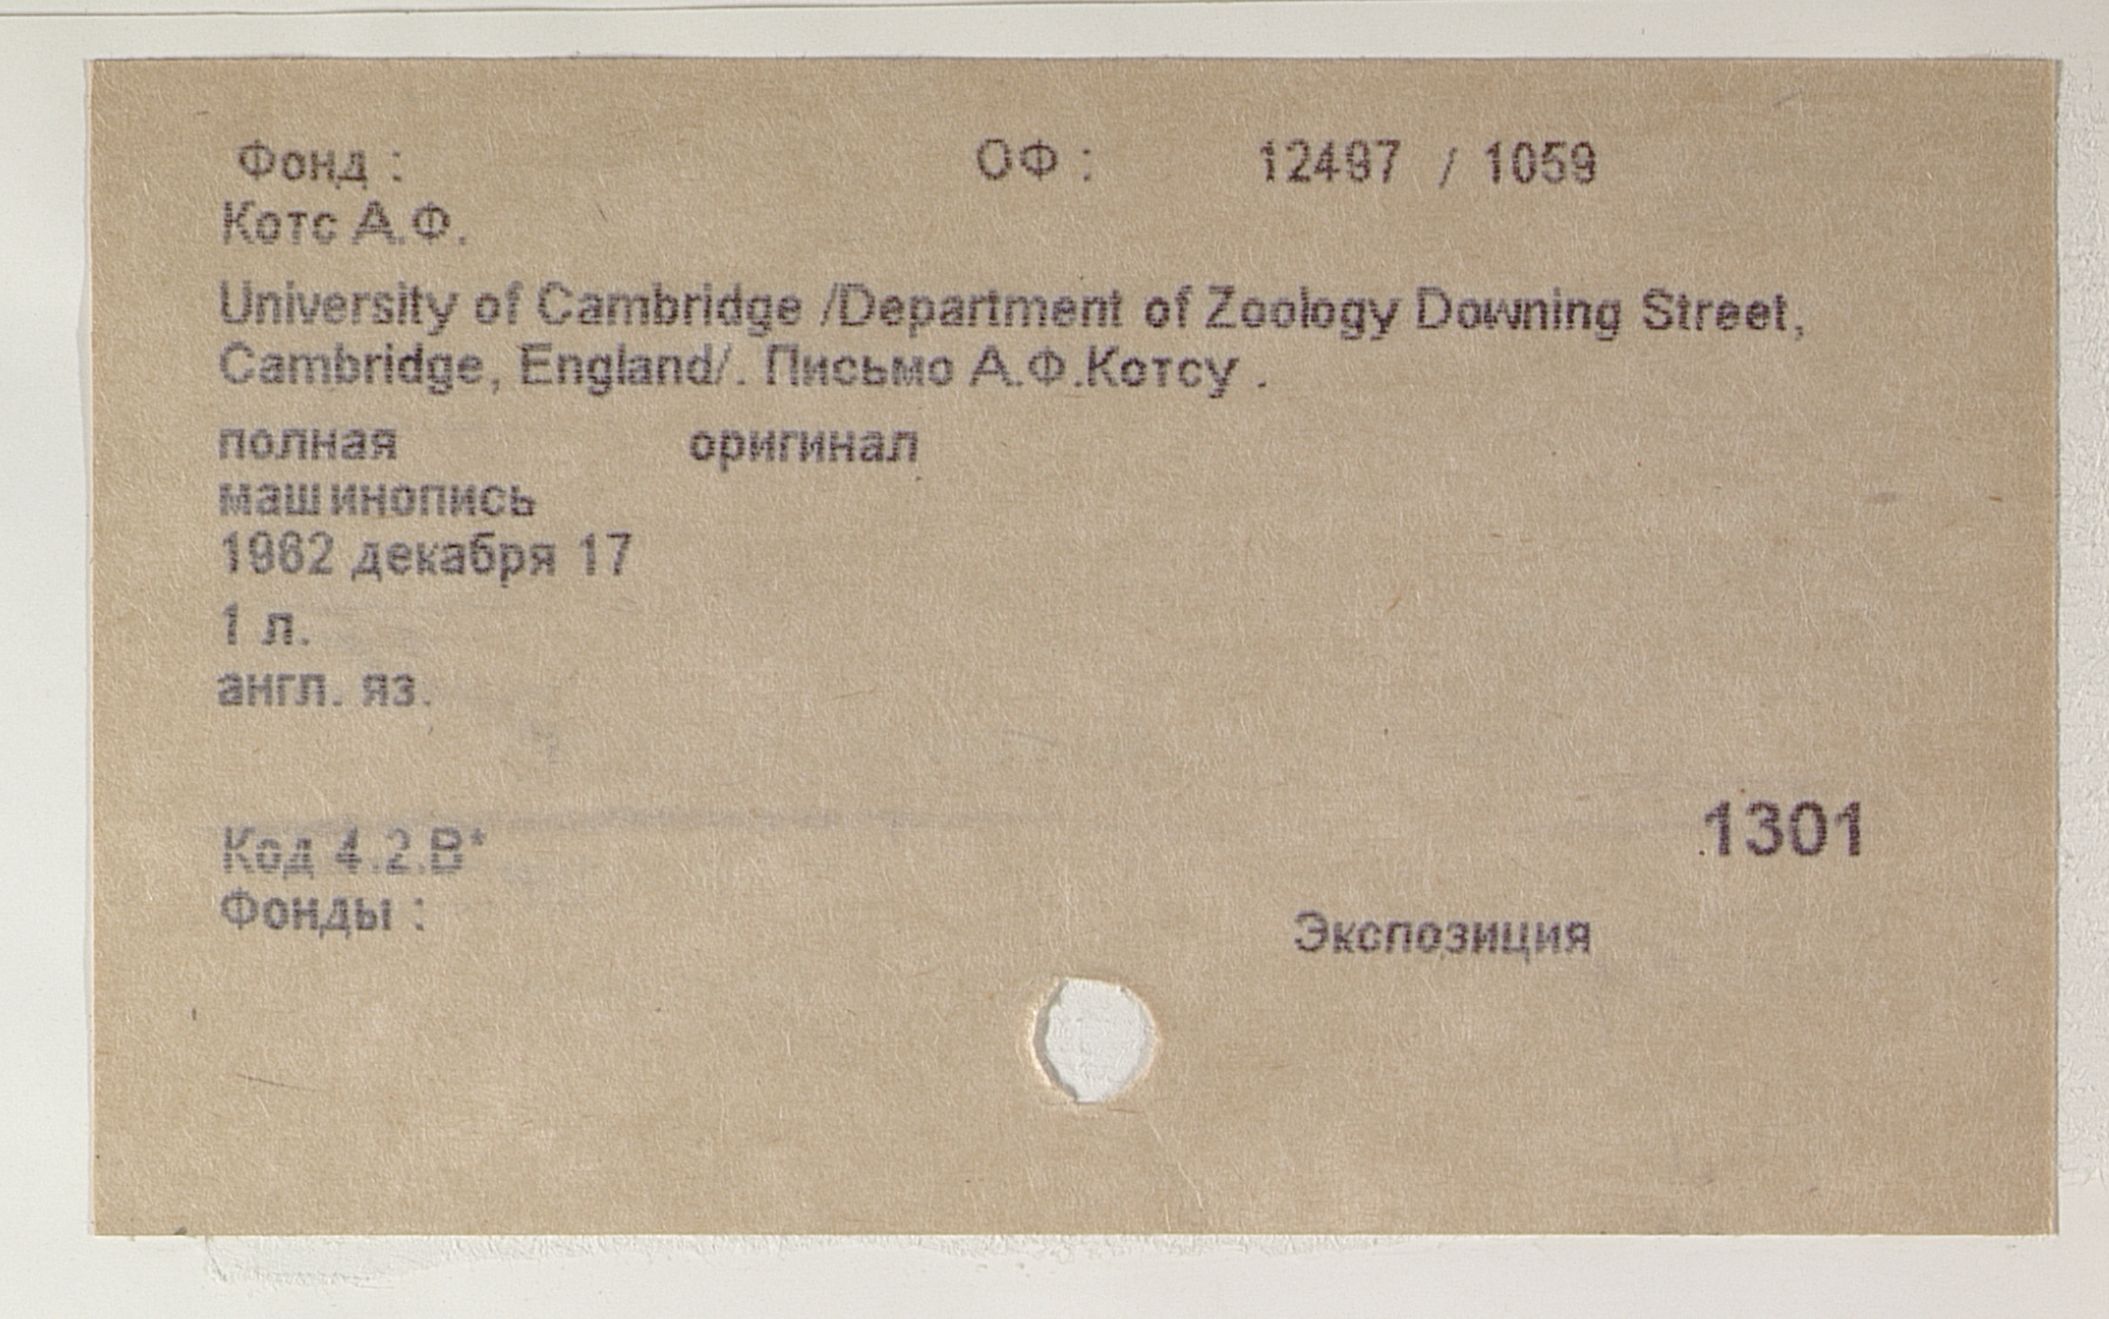 Фонд :	ОФ :	12497 / 1059
Котс А.Ф.
University of Cambridge /Department of Zoology Downing Street,
Cambridge, England/. Письмо А.Ф.Котсу .
полная	оригинал
машинопись
1962 декабря 17
1 л.
англ. яз.
1301
Код 4.2.В*
Фонды :	Экспозиция